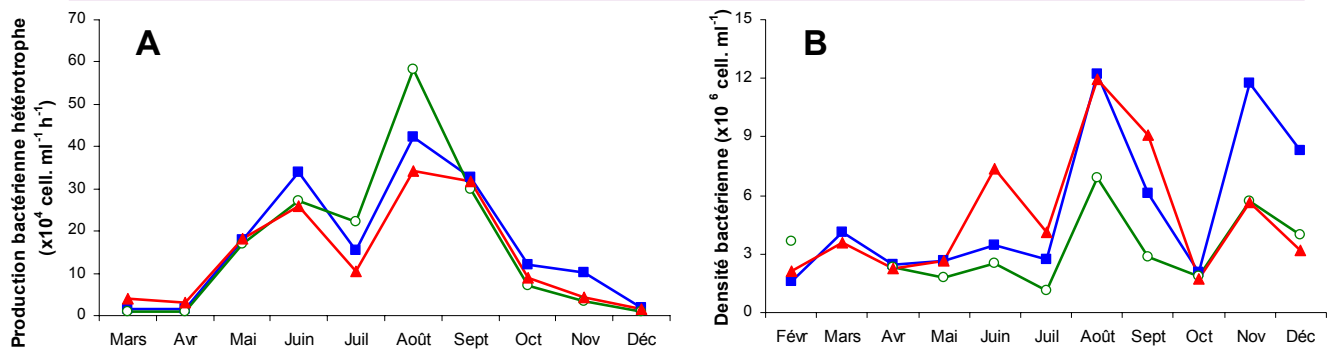 A
Production bactérienne hétérotrophe
(x10⁴ cell. ml⁻¹ h⁻¹)
70
60
50
40
30
20
10
0
Mars Avr Mai Juin Juil Août Sept Oct Nov Déc
B
Densité bactérienne (x10 ⁶ cell. ml⁻¹)
15
12
9
6
3
0
Févr Mars Avr Mai Juin Juil Août Sept Oct Nov Déc